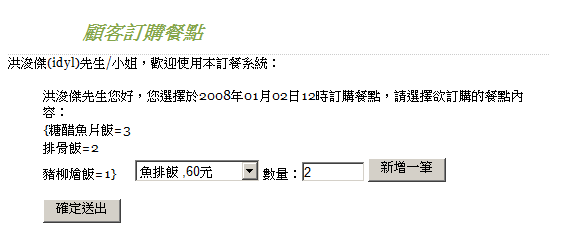 顧客訂購餐點
洪浚傑(idyl)先生/小姐，歡迎使用本訂餐系統：
洪浚傑先生您好，您選擇於2008年01月02日12時訂購餐點，請選擇欲訂購的餐點內
容：
{糖醋魚片飯=3
排骨飯=2
豬柳燴飯=1} 魚排飯 ,60元 數量：2 新增一筆
確定送出